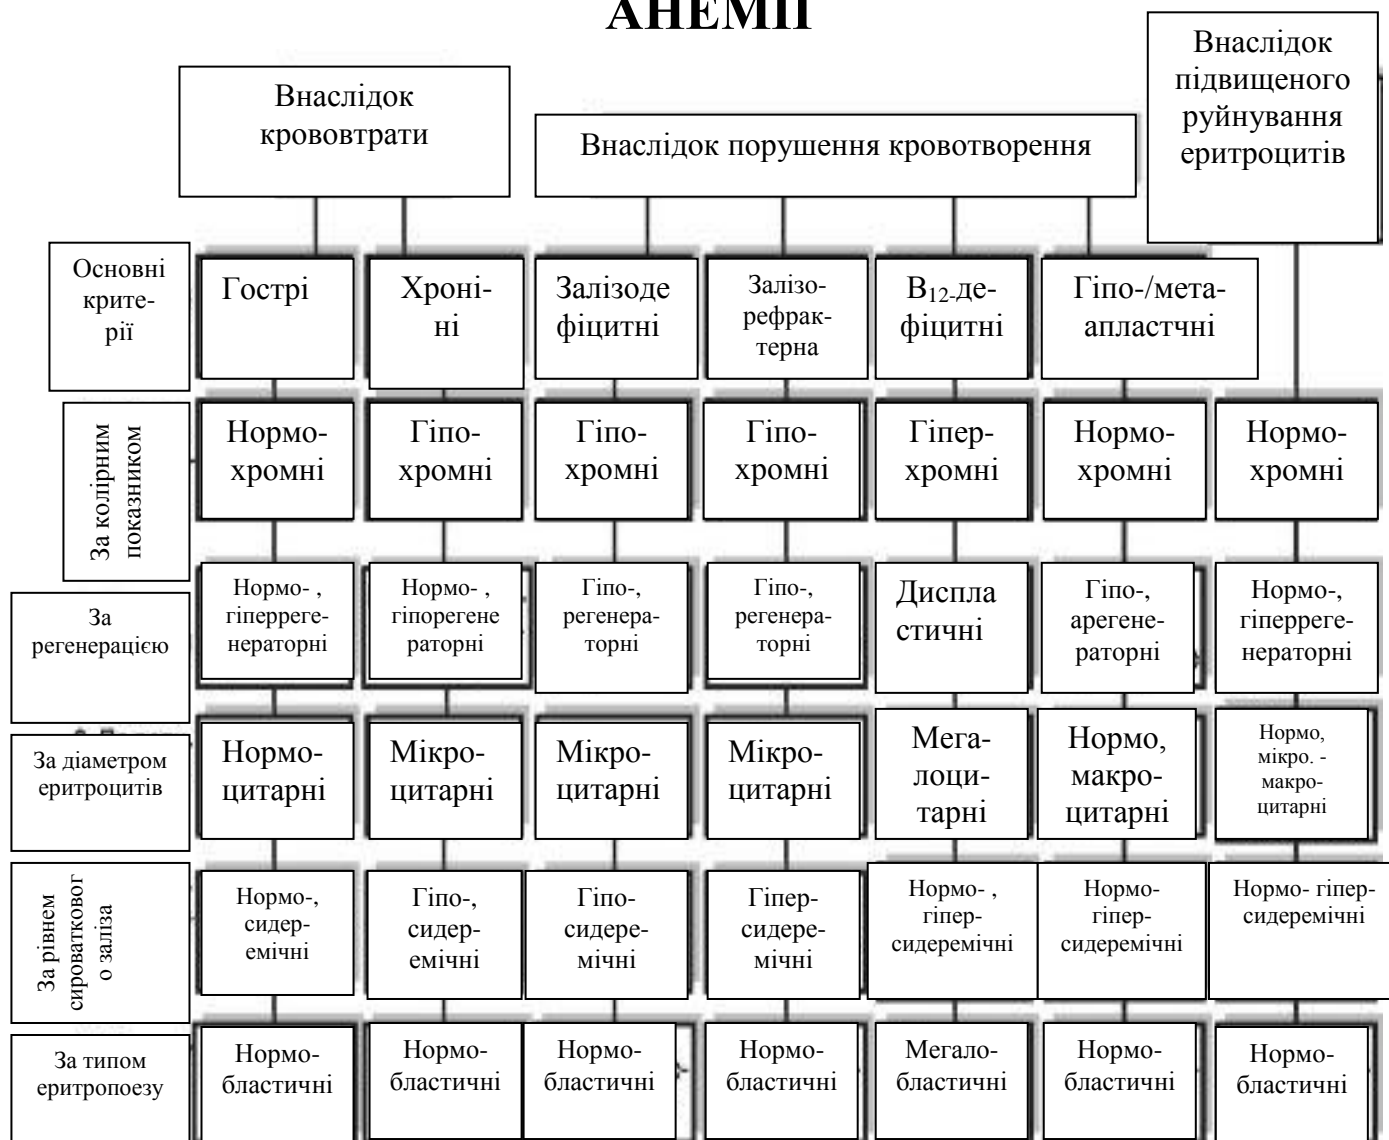 АНЕМІЇ
Внаслідок
крововтрати
Внаслідок порушення кровотворення
Внаслідок
підвищеного
руйнування
еритроцитів
Основні
крите-
рії
Гострі
Хроні-
ні
Залізоде
фіцитні
Залізо-
рефрак-
терна
В12-де-
фіцитні
Гіпо-/мета-
апластчні
За колірним
показником
Нормо-
хромні
Гіпо-
хромні
Гіпо-
хромні
Гіпо-
хромні
Гіпер-
хромні
Нормо-
хромні
Нормо-
хромні
За
регенерацією
Нормо- ,
гіперреге-
нераторні
Нормо- ,
гіпорегене
раторні
Гіпо-,
регенера-
торні
Гіпо-,
регенера-
торні
Диспла
стичні
Гіпо-,
арегене-
раторні
Нормо-,
гіперреге-
нераторні
За діаметром
еритроцитів
Нормо-
цитарні
Мікро-
цитарні
Мікро-
цитарні
Мікро-
цитарні
Мега-
лоци-
тарні
Нормо,
макро-
цитарні
Нормо,
мікро. -
макро-
цитарні
За рівнем
сироватковог
о заліза
Нормо-,
сидер-
емічні
Гіпо-,
сидер-
емічні
Гіпо-
сидере-
мічні
Гіпер-
сидере-
мічні
Нормо- ,
гіпер-
сидеремічні
Нормо-
гіпер-
сидеремічні
Нормо- гіпер-
сидеремічні
За типом
еритропоезу
Нормо-
бластичні
Нормо-
бластичні
Нормо-
бластичні
Нормо-
бластичні
Мегало-
бластичні
Нормо-
бластичні
Нормо-
бластичні